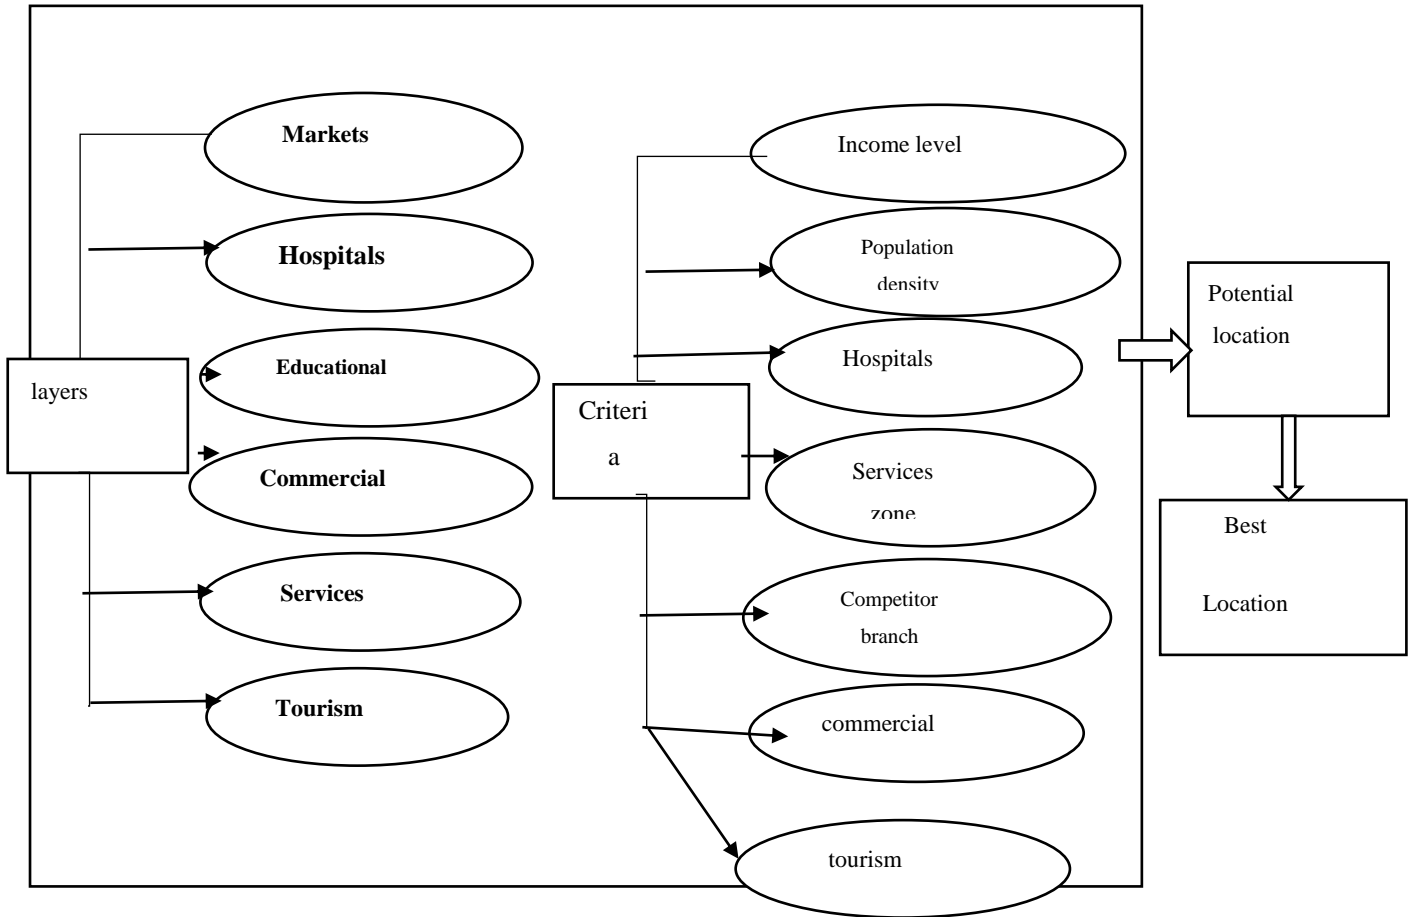 Markets
Hospitals
Educational
layers
Commercial
Services
Tourism
Income level
Population
density
Hospitals
Criteri
a
Services
zone
Competitor
branch
commercial
tourism
Potential
location
Best
Location